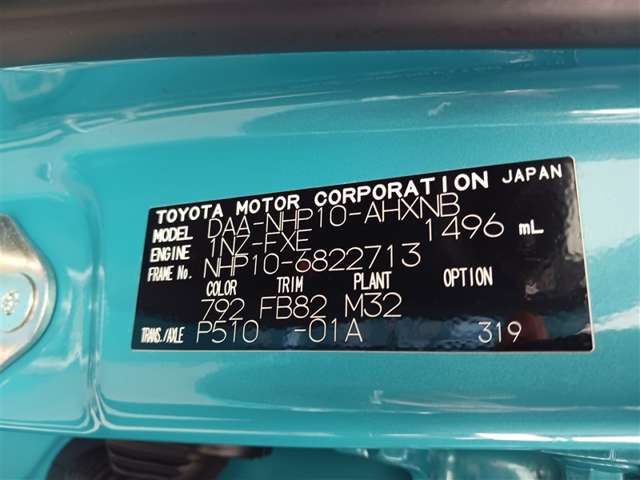 TOYOTA MOTOR CORPORATION JAPAN
MODEL DAA-NHP10-AHXNB
ENGINE 1NZ-FXE 1496 mL
FRAME No. NHP10-6822713
COLOR TRIM PLANT OPTION
792 FB82 M32
TRANS./AXLE P510 -01A 319